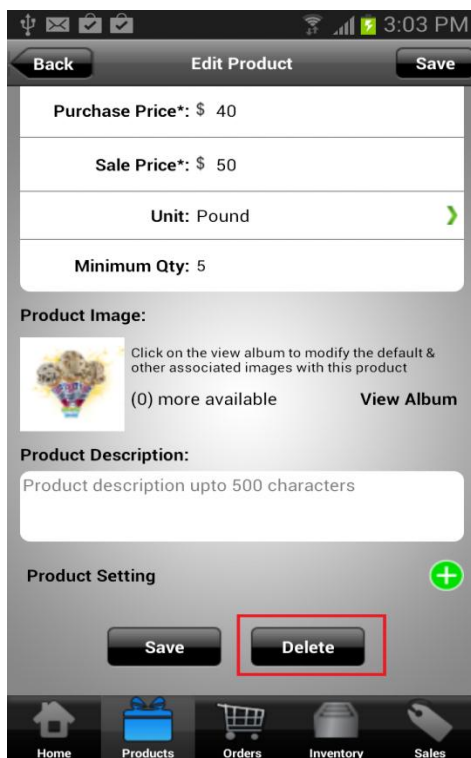 3:03 PM
Back Edit Product Save
Purchase Price*: $ 40
Sale Price*: $ 50
Unit: Pound
Minimum Qty: 5
Product Image:
Click on the view album to modify the default &
other associated images with this product
(0) more available View Album
Product Description:
Product description upto 500 characters
Product Setting
Save Delete
Home Products Orders Inventory Sales